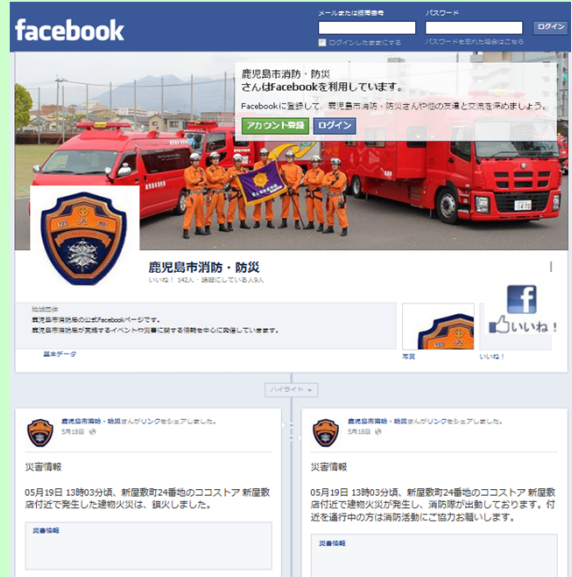 facebook
メールまたは携帯番号
パスワード
ログイン
ログインしたままにする
パスワードを忘れた場合はこちら
鹿児島市消防・防災
さんはFacebookを利用しています。
Facebookに登録して、鹿児島市消防・防災さんや他の友達と交流を深めましょう。
アカウント登録
ログイン
鹿児島市消防・防災
いいね！ 142人・話題にしている人9人
地域団体
鹿児島市消防局の公式Facebookページです。
鹿児島市消防局が実施するイベントや災害に関する情報を中心に発信していきます。
基本データ
写真
いいね！
いいね！
ハイライト
鹿児島市消防・防災さんがリンクをシェアしました。
5月19日
災害情報
05月19日 13時03分頃、新屋敷町24番地のココストア 新屋敷
店付近で発生した建物火災は、鎮火しました。
災害情報
鹿児島市消防・防災さんがリンクをシェアしました。
5月19日
災害情報
05月19日 13時03分頃、新屋敷町24番地のココストア 新屋敷
店付近で建物火災が発生し、消防隊が出動しております。付
近を通行中の方は消防活動にご協力お願いします。
災害情報